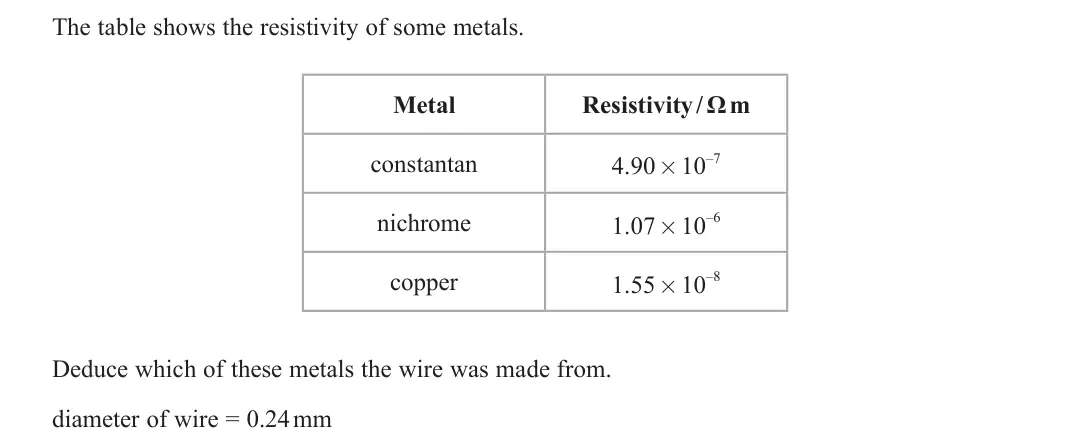 The table shows the resistivity of some metals.
Metal Resistivity / Ω m
constantan 4.90 × 10⁻⁷
nichrome 1.07 × 10⁻⁶
copper 1.55 × 10⁻⁸
Deduce which of these metals the wire was made from.
diameter of wire = 0.24 mm